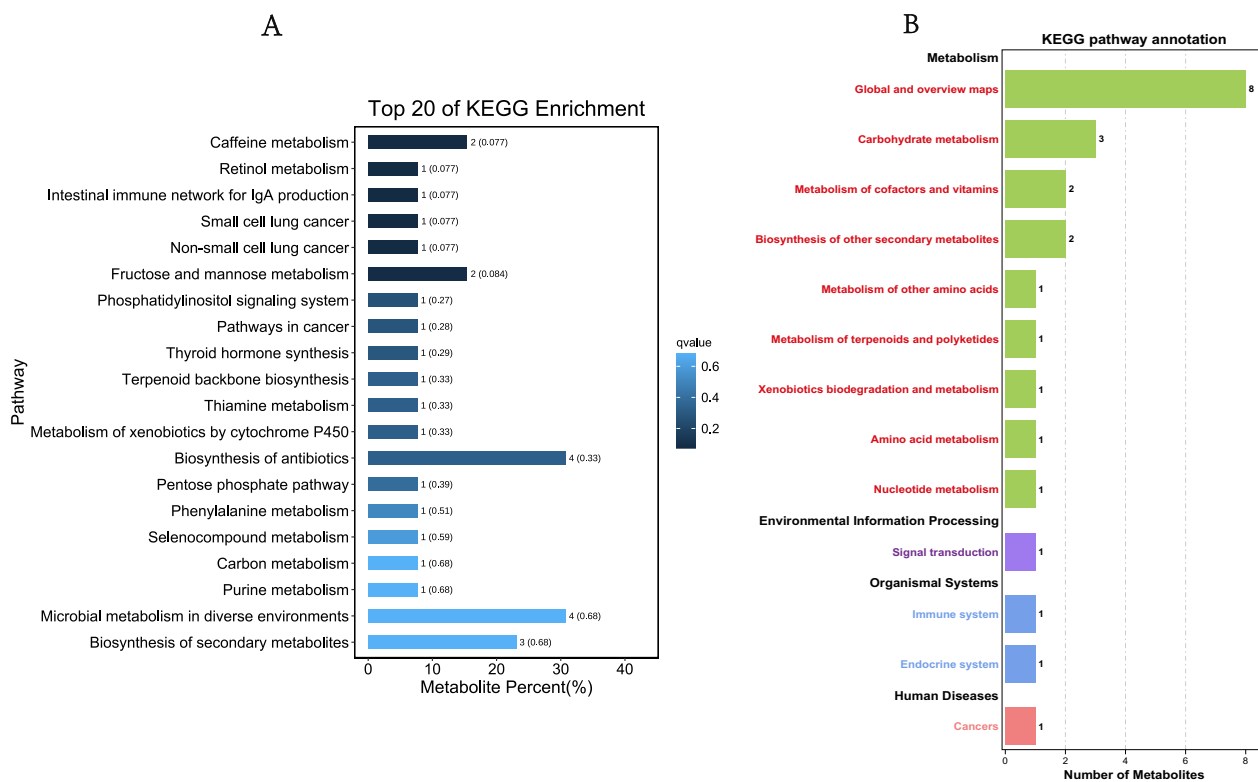 A
Top 20 of KEGG Enrichment
Pathway
Caffeine metabolism 2 (0.077)
Retinol metabolism 1 (0.077)
Intestinal immune network for IgA production 1 (0.077)
Small cell lung cancer 1 (0.077)
Non-small cell lung cancer 1 (0.077)
Fructose and mannose metabolism 2 (0.084)
Phosphatidylinositol signaling system 1 (0.27)
Pathways in cancer 1 (0.28)
Thyroid hormone synthesis 1 (0.29)
Terpenoid backbone biosynthesis 1 (0.33)
Thiamine metabolism 1 (0.33)
Metabolism of xenobiotics by cytochrome P450 1 (0.33)
Biosynthesis of antibiotics 4 (0.33)
Pentose phosphate pathway 1 (0.39)
Phenylalanine metabolism 1 (0.51)
Selenocompound metabolism 1 (0.59)
Carbon metabolism 1 (0.68)
Purine metabolism 1 (0.68)
Microbial metabolism in diverse environments 4 (0.68)
Biosynthesis of secondary metabolites 3 (0.68)
0 10 20 30 40
Metabolite Percent(%)
qvalue
0.6
0.4
0.2
B
KEGG pathway annotation
Metabolism
Global and overview maps 8
Carbohydrate metabolism 3
Metabolism of cofactors and vitamins 2
Biosynthesis of other secondary metabolites 2
Metabolism of other amino acids 1
Metabolism of terpenoids and polyketides 1
Xenobiotics biodegradation and metabolism 1
Amino acid metabolism 1
Nucleotide metabolism 1
Environmental Information Processing
Signal transduction 1
Organismal Systems
Immune system 1
Endocrine system 1
Human Diseases
Cancers 1
0 2 4 6 8
Number of Metabolites